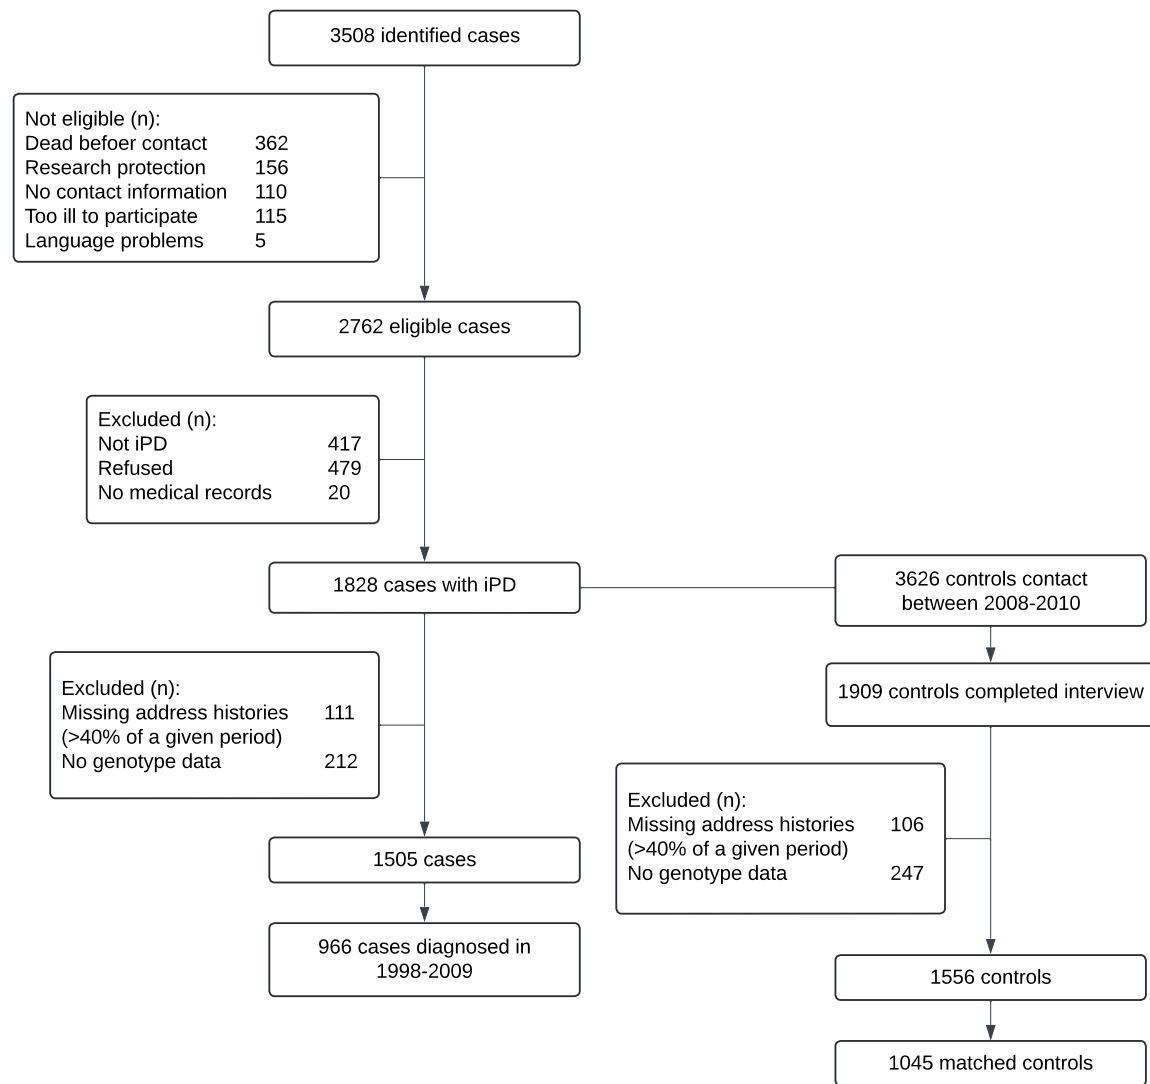 3508 identified cases
Not eligible (n):
Dead befoer contact 362
Research protection 156
No contact information 110
Too ill to participate 115
Language problems 5
2762 eligible cases
Excluded (n):
Not iPD 417
Refused 479
No medical records 20
1828 cases with iPD
3626 controls contact
between 2008-2010
1909 controls completed interview
Excluded (n):
Missing address histories 111
(>40% of a given period)
No genotype data 212
Excluded (n):
Missing address histories 106
(>40% of a given period)
No genotype data 247
1505 cases
966 cases diagnosed in
1998-2009
1556 controls
1045 matched controls